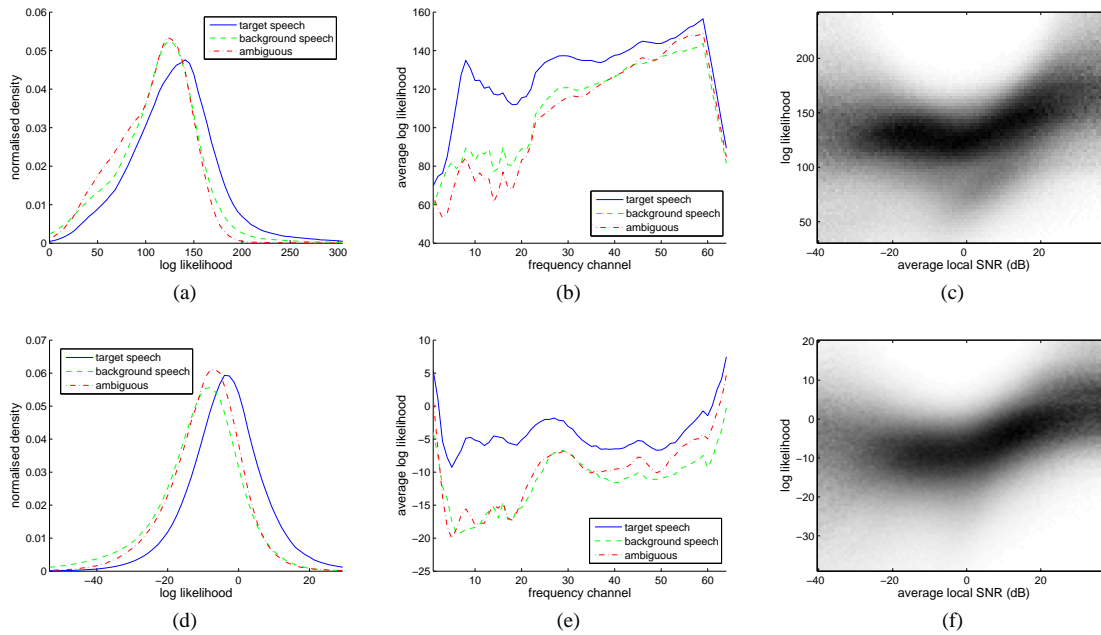 0.06
0.05
0.04
0.03
0.02
0.01
0
normalised density
0 50 100 150 200 250 300
log likelihood
target speech
background speech
ambiguous
(a)
160
140
120
100
80
60
40
average log likelihood
10 20 30 40 50 60
frequency channel
target speech
background speech
ambiguous
(b)
200
150
100
50
log likelihood
−40 −20 0 20
average local SNR (dB)
(c)
0.07
0.06
0.05
0.04
0.03
0.02
0.01
0
normalised density
−40 −20 0 20
log likelihood
target speech
background speech
ambiguous
(d)
10
5
0
−5
−10
−15
−20
−25
average log likelihood
10 20 30 40 50 60
frequency channel
target speech
background speech
ambiguous
(e)
20
10
0
−10
−20
−30
log likelihood
−40 −20 0 20
average local SNR (dB)
(f)